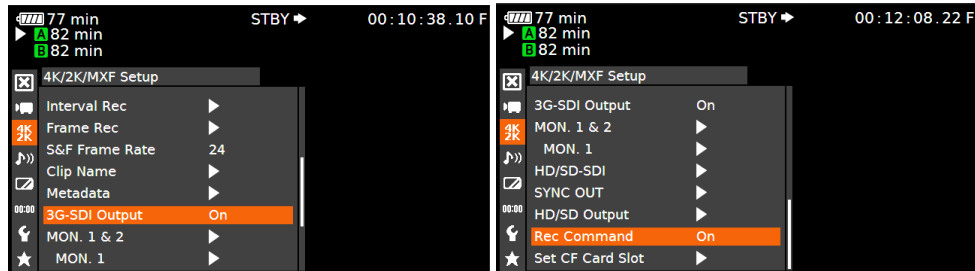 77 min STBY 00:10:38.10 F
A 82 min
B 82 min
4K/2K/MXF Setup
Interval Rec
4K 2K Frame Rec
S&F Frame Rate 24
Clip Name
Metadata
00:00 3G-SDI Output On
MON. 1 & 2
MON. 1
77 min STBY 00:12:08.22 F
A 82 min
B 82 min
4K/2K/MXF Setup
3G-SDI Output On
4K 2K MON. 1 & 2
MON. 1
HD/SD-SDI
SYNC OUT
00:00 HD/SD Output
Rec Command On
Set CF Card Slot